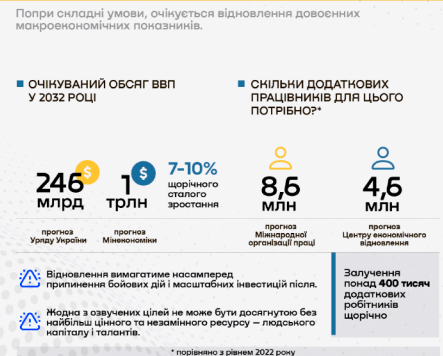 Попри складні умови, очікується відновлення довоєнних
макроекономічних показників.
ОЧІКУВАНИЙ ОБСЯГ ВВП
У 2032 РОЦІ
246
млрд
прогноз
Уряду України
$
1
трлн
прогноз
Мінекономіки
$
7-10%
щорічного
сталого
зростання
СКІЛЬКИ ДОДАТКОВИХ
ПРАЦІВНИКІВ ДЛЯ ЦЬОГО
ПОТРІБНО?*
8,6
млн
прогноз
Міжнародної
організації праці
4,6
млн
прогноз
Центру економічного
відновлення
Відновлення вимагатиме насамперед
припинення бойових дій і масштабних інвестицій після.
Жодна з озвучених цілей не може бути досягнутою без
найбільш цінного та незамінного ресурсу — людського
капіталу і талантів.
Залучення
понад 400 тисяч
додаткових
робітників
щорічно
* порівняно з рівнем 2022 року